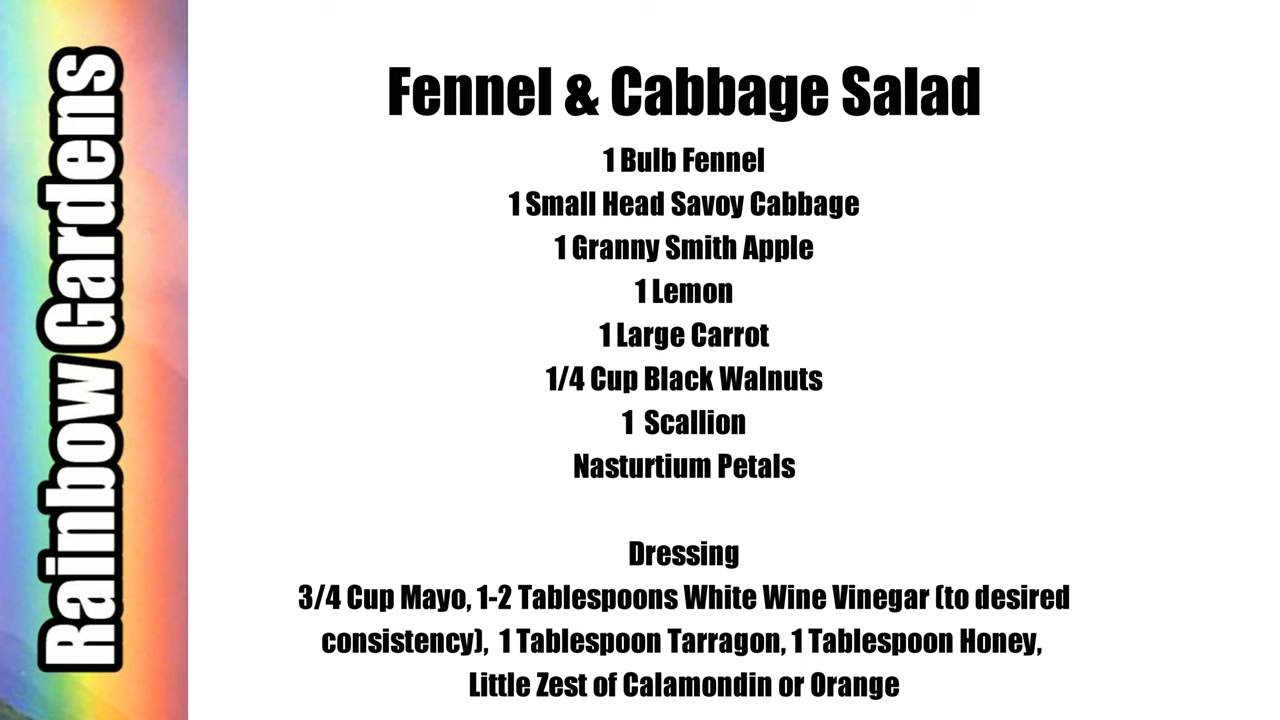 Rainbow Gardens
Fennel & Cabbage Salad
1 Bulb Fennel
1 Small Head Savoy Cabbage
1 Granny Smith Apple
1 Lemon
1 Large Carrot
1/4 Cup Black Walnuts
1 Scallion
Nasturtium Petals
Dressing
3/4 Cup Mayo, 1-2 Tablespoons White Wine Vinegar (to desired
consistency), 1 Tablespoon Tarragon, 1 Tablespoon Honey,
Little Zest of Calamondin or Orange